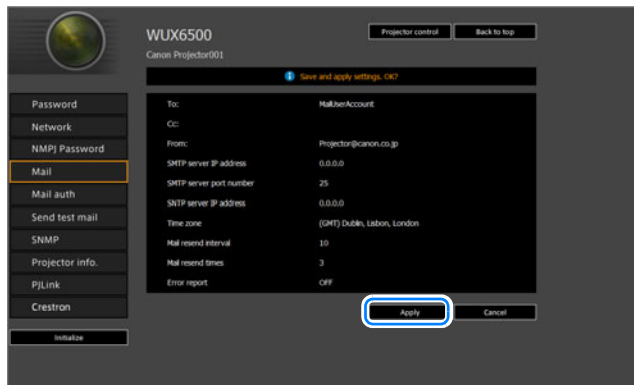 WUX6500
Projector control
Back to top
Canon Projector001
Save and apply settings. OK?
Password
Network
NMPJ Password
Mail
Mail auth
Send test mail
SNMP
Projector info.
PJLink
Crestron
Initialize
To: MailUserAccount
Cc:
From: Projector@canon.co.jp
SMTP server IP address 0.0.0.0
SMTP server port number 25
SNTP server IP address 0.0.0.0
Time zone (GMT) Dublin, Lisbon, London
Mail resend interval 10
Mail resend times 3
Error report OFF
Apply
Cancel